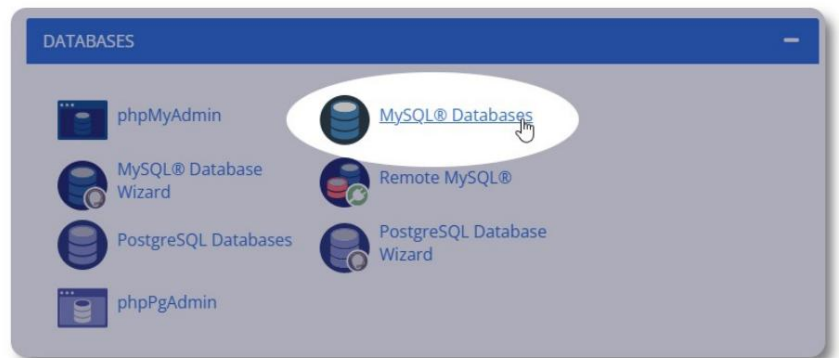 DATABASES
phpMyAdmin
MySQL® Databases
MySQL® Database
Wizard
Remote MySQL®
PostgreSQL Databases
PostgreSQL Database
Wizard
phpPgAdmin